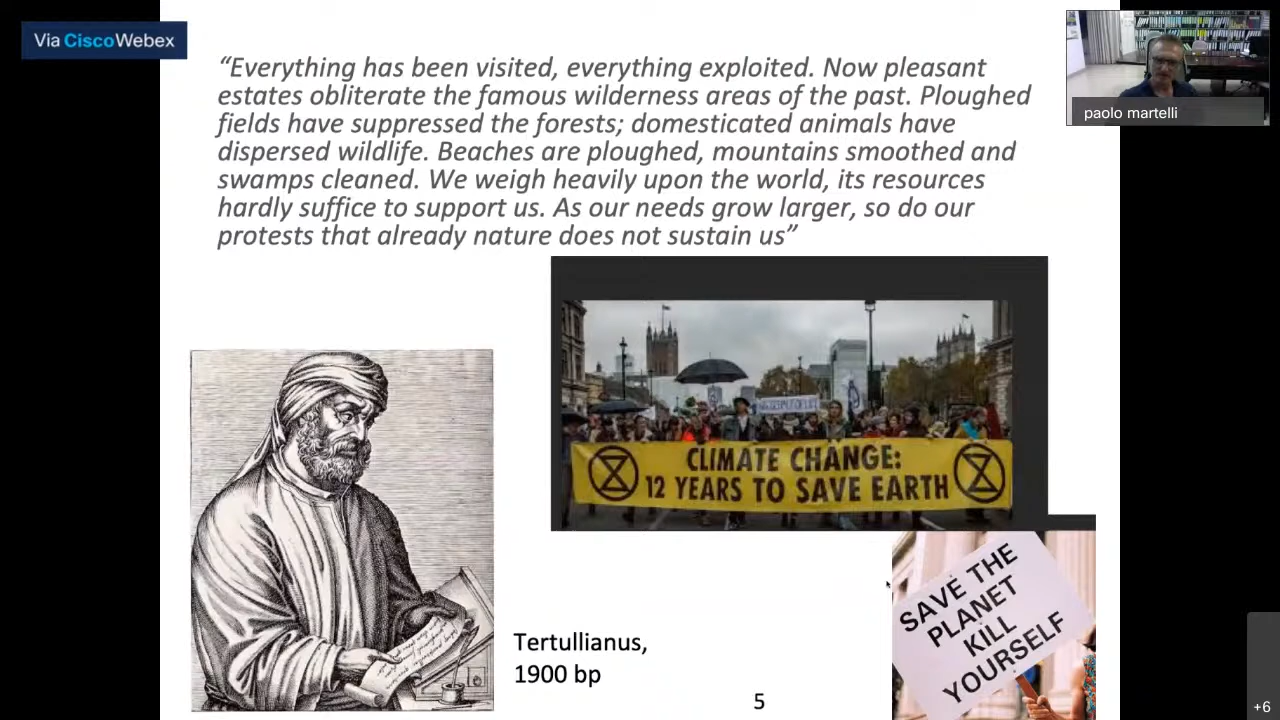 Via CiscoWebex
“Everything has been visited, everything exploited. Now pleasant
estates obliterate the famous wilderness areas of the past. Ploughed
fields have suppressed the forests; domesticated animals have
dispersed wildlife. Beaches are ploughed, mountains smoothed and
swamps cleaned. We weigh heavily upon the world, its resources
hardly suffice to support us. As our needs grow larger, so do our
protests that already nature does not sustain us”
paolo martelli
CLIMATE CHANGE:
12 YEARS TO SAVE EARTH
SAVE THE
PLANET
KILL
YOURSELF
Tertullianus,
1900 bp
5
+6